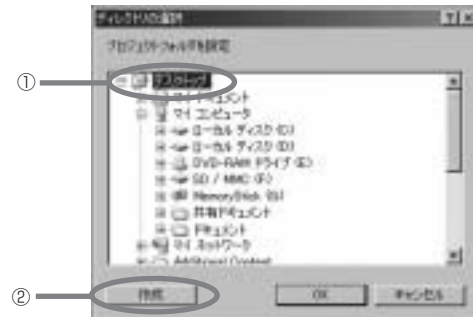 ディレクトリの選択
プロジェクトフォルダを設定
①
デスクトップ
マイ ドキュメント
マイ コンピュータ
ローカル ディスク (C:)
ローカル ディスク (D:)
DVD-RAM ドライブ (E:)
SD / MMC (F:)
MemoryStick (G:)
共有ドキュメント
ドキュメント
マイ ネットワーク
Additional Content
②
作成
OK
キャンセル